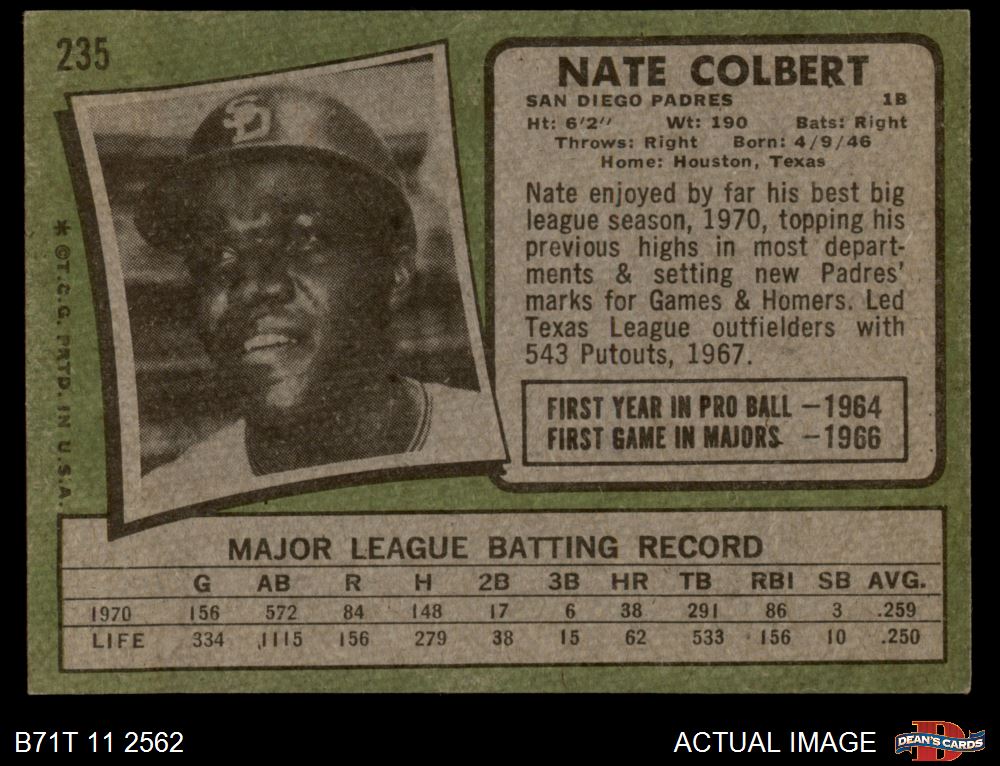 235
SD
NATE COLBERT
SAN DIEGO PADRES 1B
Ht: 6'2" Wt: 190 Bats: Right
Throws: Right Born: 4/9/46
Home: Houston, Texas
Nate enjoyed by far his best big
league season, 1970, topping his
previous highs in most depart-
ments & setting new Padres'
marks for Games & Homers. Led
Texas League outfielders with
543 Putouts, 1967.
FIRST YEAR IN PRO BALL –1964
FIRST GAME IN MAJORS –1966
* ©T.C.G. PRTD. IN U.S.A.
MAJOR LEAGUE BATTING RECORD
G AB R H 2B 3B HR TB RBI SB AVG.
1970 156 572 84 148 17 6 38 291 86 3 .259
LIFE 334 1115 156 279 38 15 62 533 156 10 .250
B71T 11 2562
ACTUAL IMAGE
DEAN'S CARDS